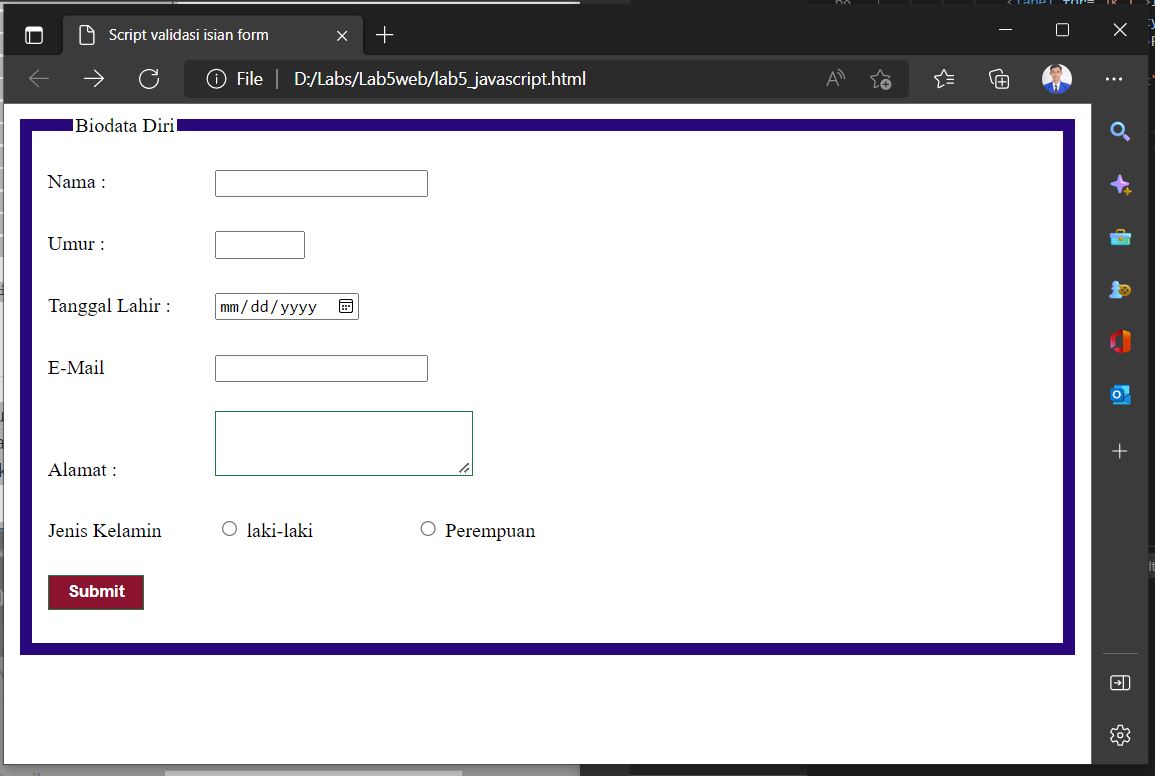 Script validasi isian form
File | D:/Labs/Lab5web/lab5_javascript.html
Biodata Diri
Nama :
Umur :
Tanggal Lahir : mm/dd/yyyy
E-Mail
Alamat :
Jenis Kelamin laki-laki Perempuan
Submit